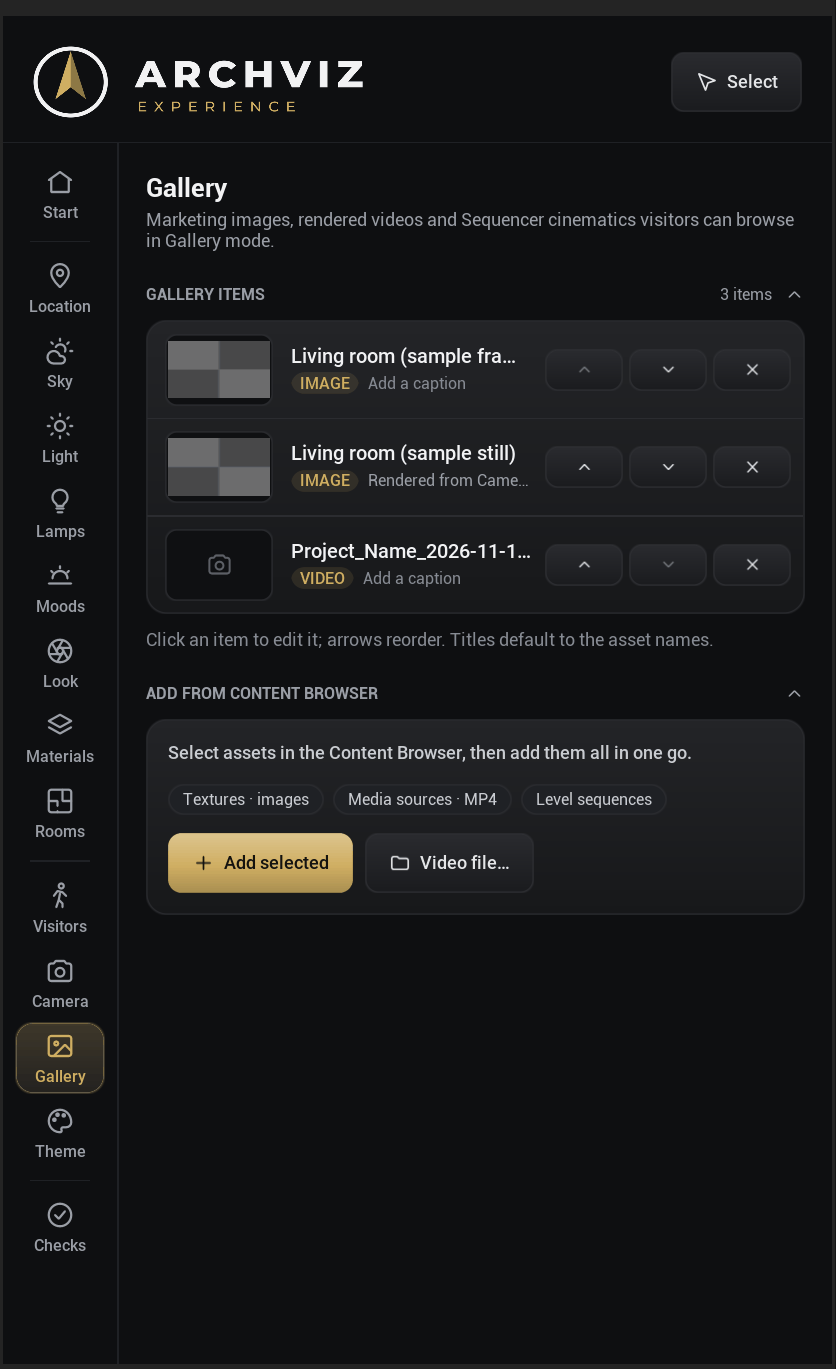 ARCHVIZ
EXPERIENCE
Select
Start
Location
Sky
Light
Lamps
Moods
Look
Materials
Rooms
Visitors
Camera
Gallery
Theme
Checks
Gallery
Marketing images, rendered videos and Sequencer cinematics visitors can browse
in Gallery mode.
GALLERY ITEMS
3 items
Living room (sample fra...
IMAGE Add a caption
Living room (sample still)
IMAGE Rendered from Came...
Project_Name_2026-11-1...
VIDEO Add a caption
Click an item to edit it; arrows reorder. Titles default to the asset names.
ADD FROM CONTENT BROWSER
Select assets in the Content Browser, then add them all in one go.
Textures · images
Media sources · MP4
Level sequences
Add selected
Video file...